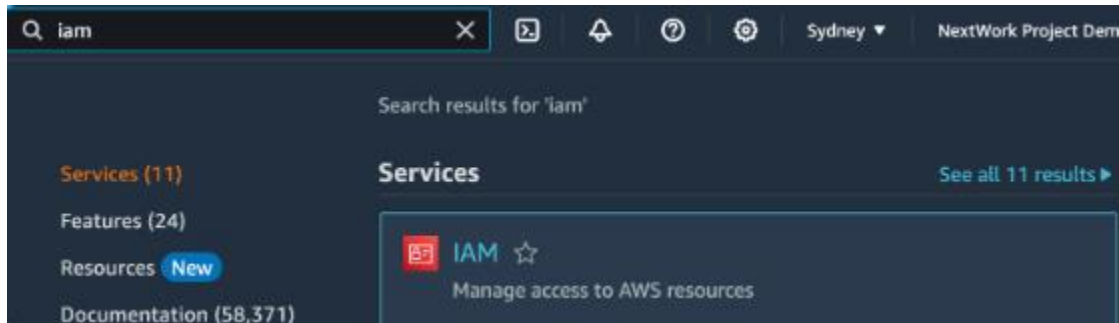 iam
Sydney ▼
NextWork Project Dem
Search results for 'iam'
Services (11)
Services
See all 11 results ▶
Features (24)
IAM
Resources New
Manage access to AWS resources
Documentation (58,371)